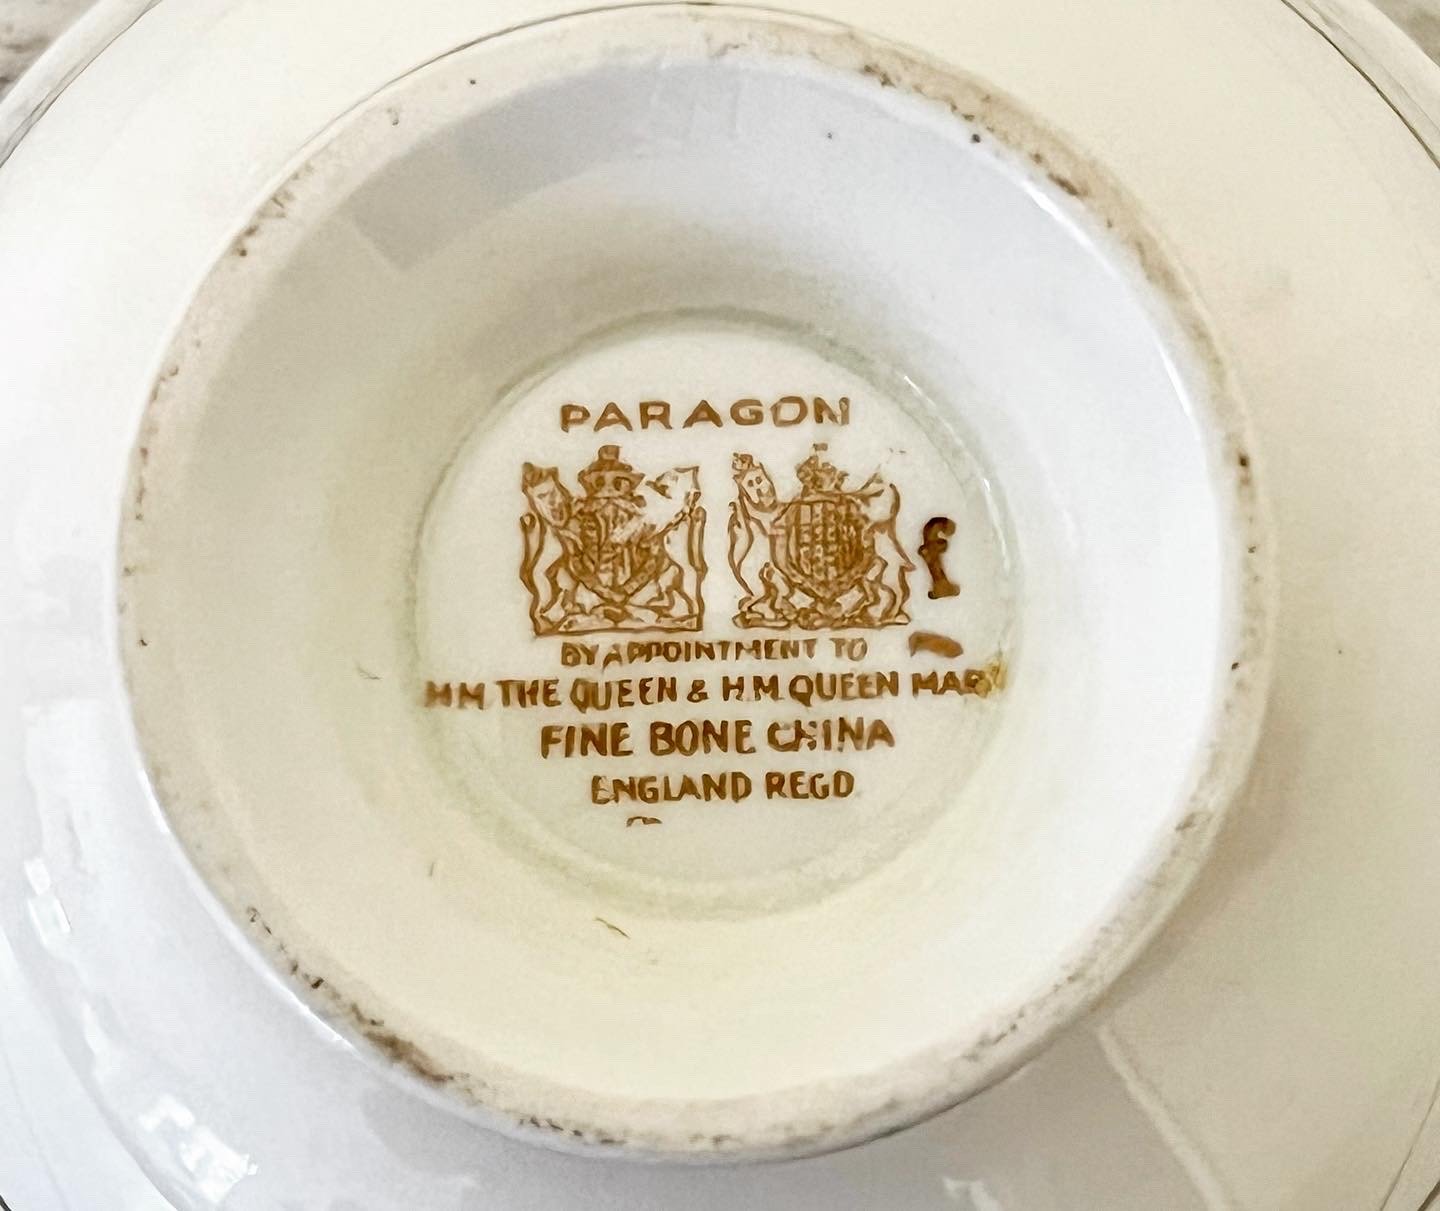 PARAGON
f
BY APPOINTMENT TO
H.M. THE QUEEN & H.M. QUEEN MARY
FINE BONE CHINA
ENGLAND REGD